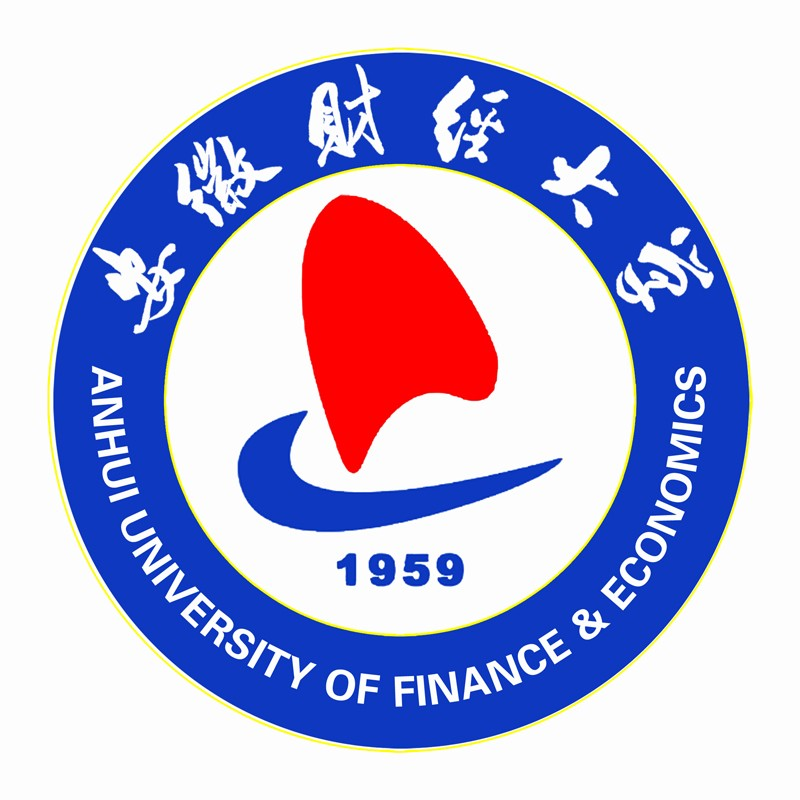 安徽财经大学
1959
ANHUI UNIVERSITY OF FINANCE & ECONOMICS